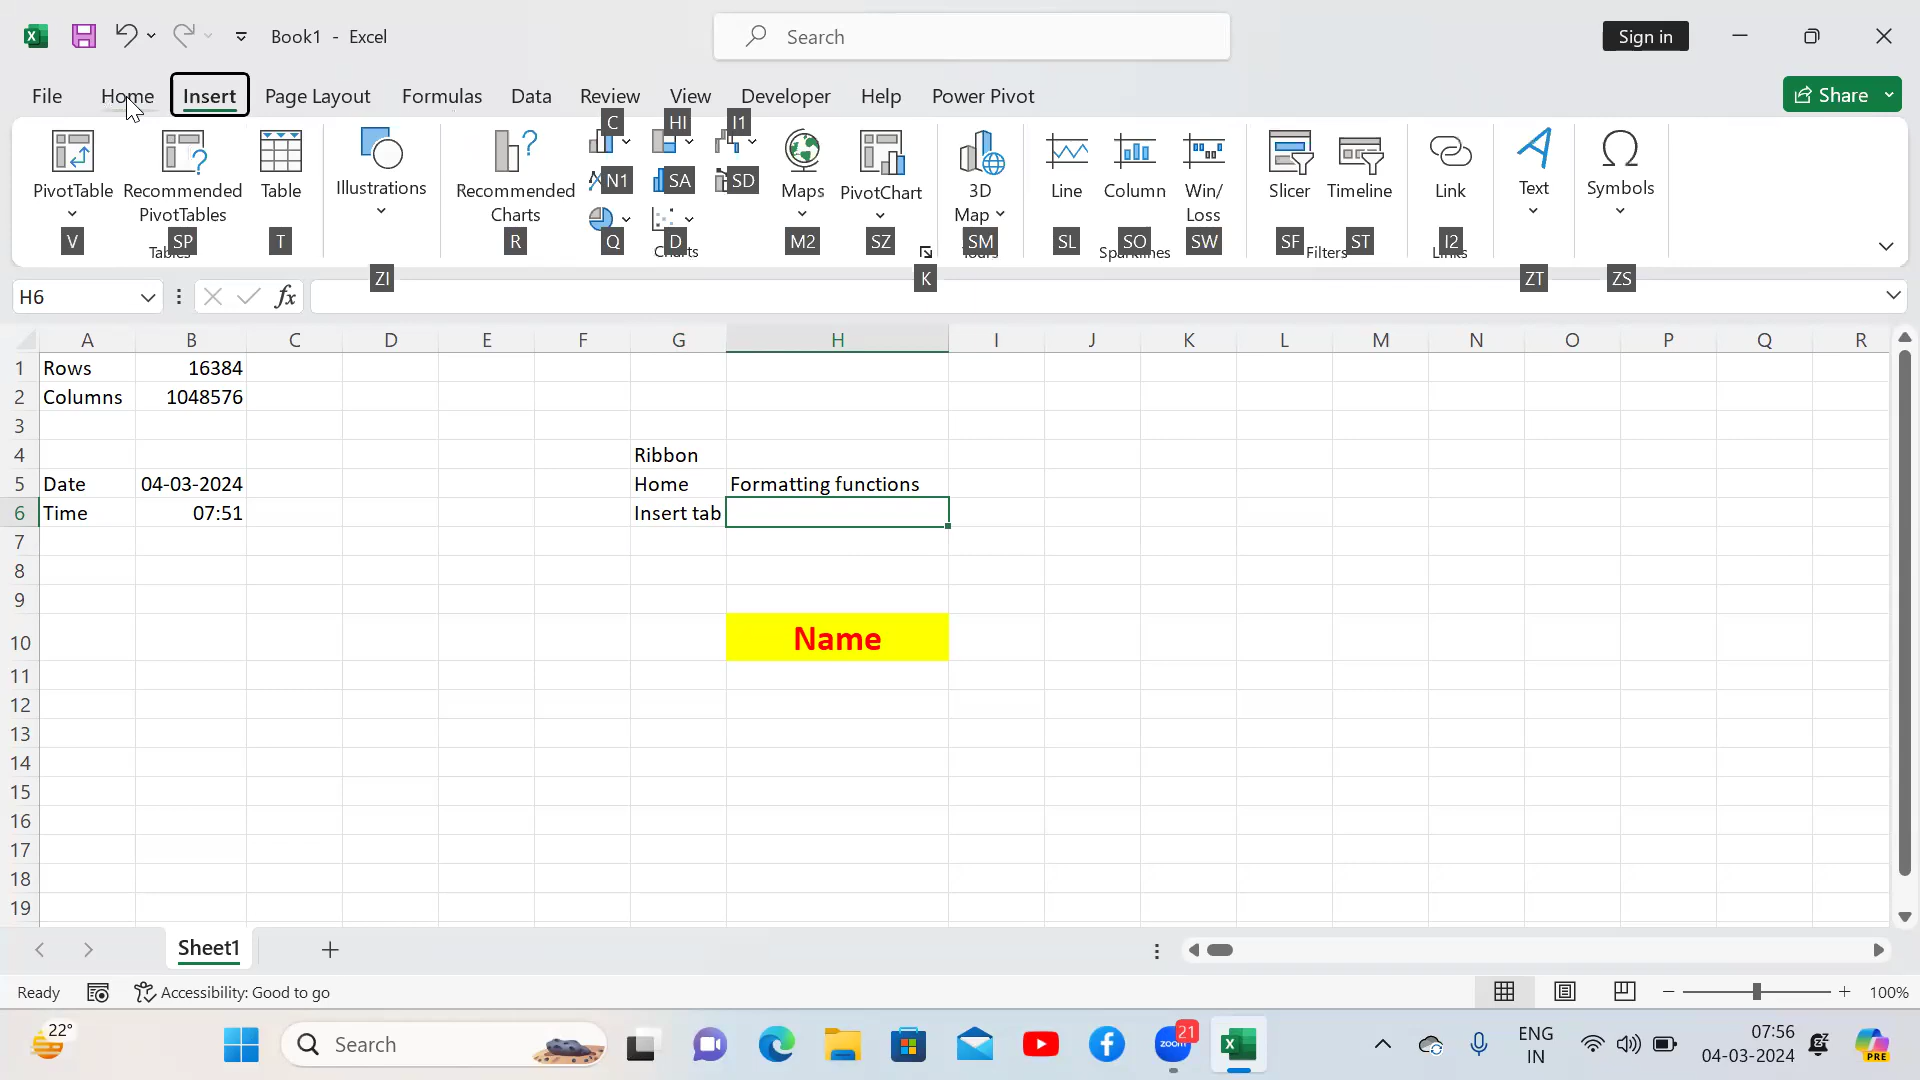 Book1 - Excel
Search
Sign in
File Home Insert Page Layout Formulas Data Review View Developer Help Power Pivot
Share
C HI I1
N1 SA SD
PivotTable Recommended PivotTables Table Illustrations Recommended Charts Maps PivotChart 3D Map Line Column Win/Loss Slicer Timeline Link Text Symbols
V SP T R Q D M2 SZ SM SL SO SW SF ST I2
Tables Charts Tours Sparklines Filters Links
ZI K ZT ZS
H6 fx
A B C D E F G H I J K L M N O P Q R
1 Rows 16384
2 Columns 1048576
3
4 Ribbon
5 Date 04-03-2024 Home Formatting functions
6 Time 07:51 Insert tab
7
8
9
10 Name
11
12
13
14
15
16
17
18
19
Sheet1
Ready Accessibility: Good to go 100%
22° Search zoom 21 ENG IN 07:56 04-03-2024 PRE